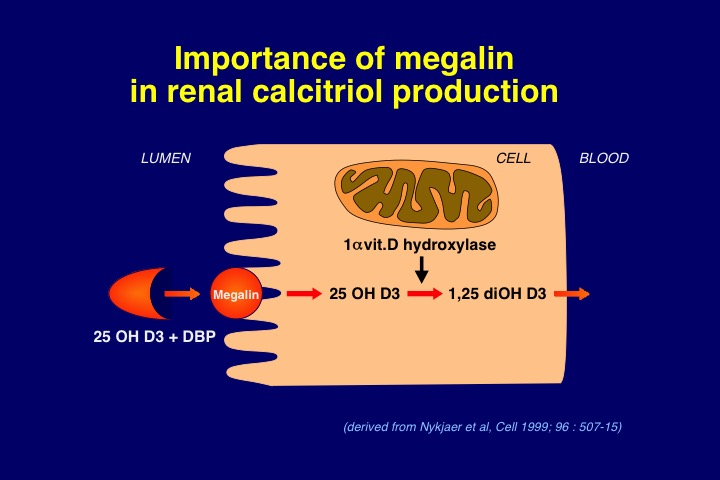 Importance of megalin
in renal calcitriol production
LUMEN
CELL
BLOOD
1αvit.D hydroxylase
Megalin
25 OH D3
1,25 diOH D3
25 OH D3 + DBP
(derived from Nykjaer et al, Cell 1999; 96 : 507-15)